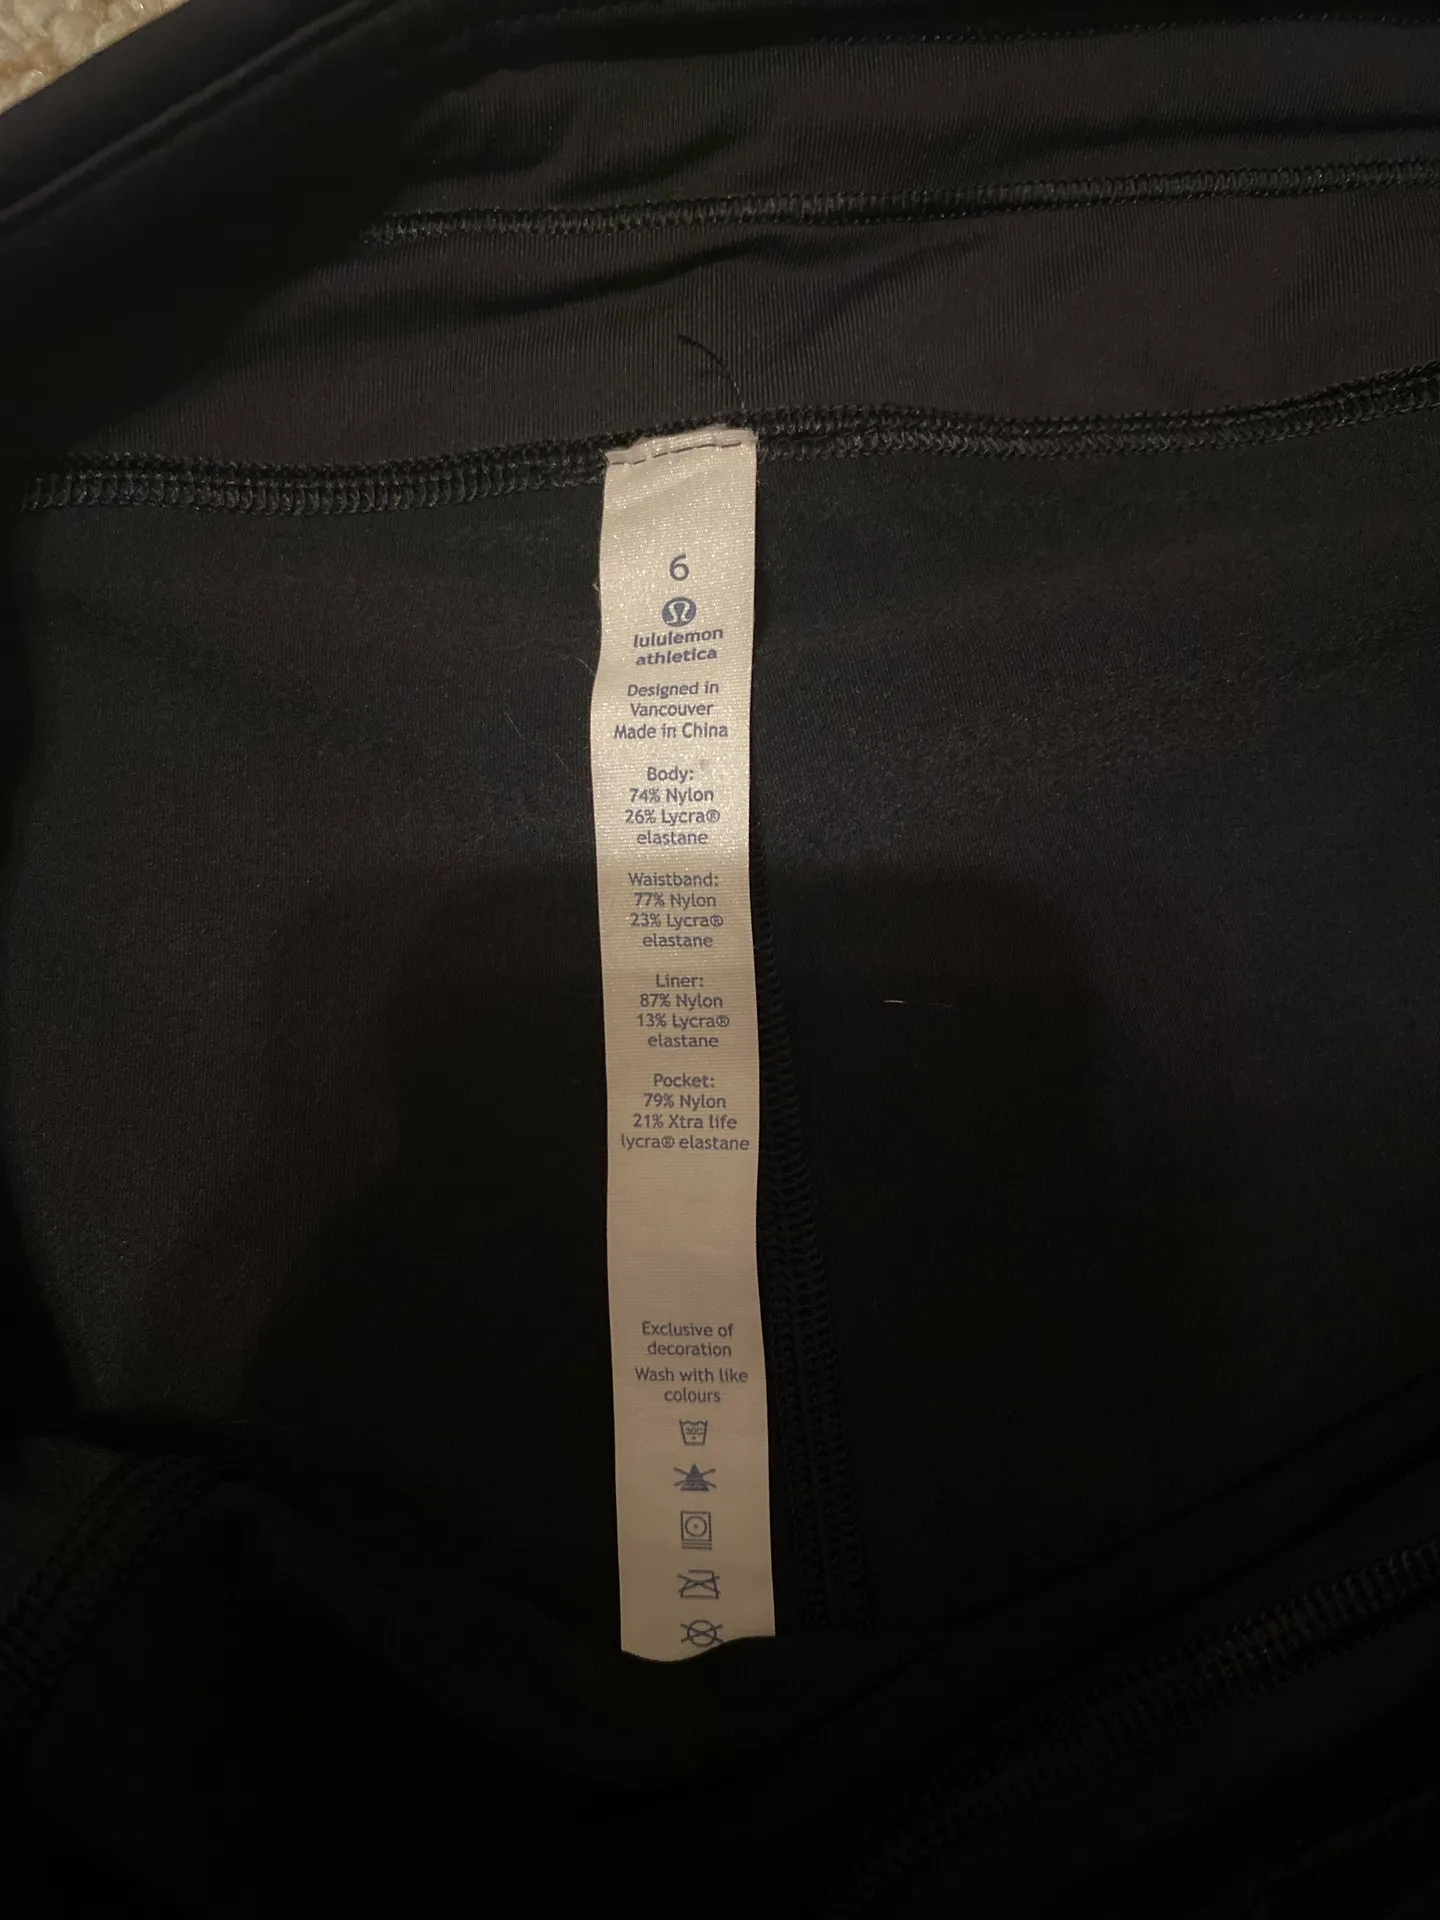 6
lululemon
athletica
Designed in
Vancouver
Made in China
Body:
74% Nylon
26% Lycra®
elastane
Waistband:
77% Nylon
23% Lycra®
elastane
Liner:
87% Nylon
13% Lycra®
elastane
Pocket:
79% Nylon
21% Xtra life
lycra® elastane
Exclusive of
decoration
Wash with like
colours
30C